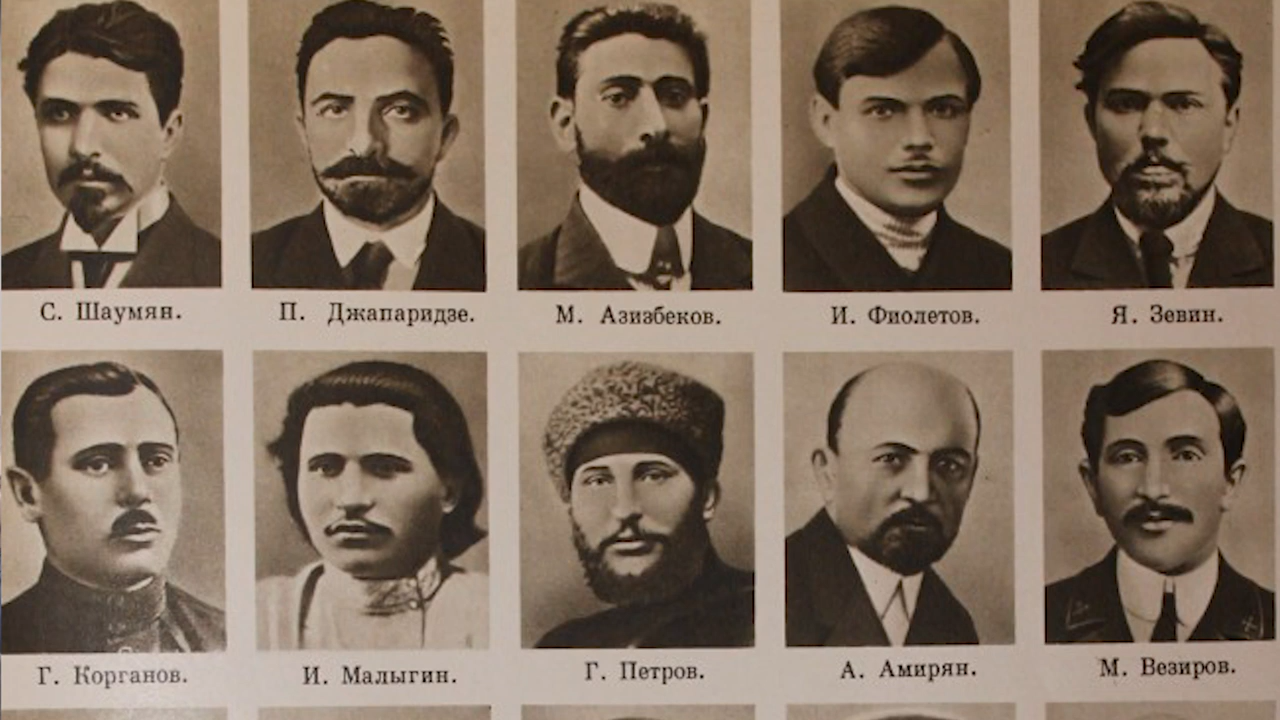 С. Шаумян. П. Джапаридзе. М. Азизбеков. И. Фиолетов. Я. Зевин.
Г. Корганов. И. Малыгин. Г. Петров. А. Амирян. М. Везиров.